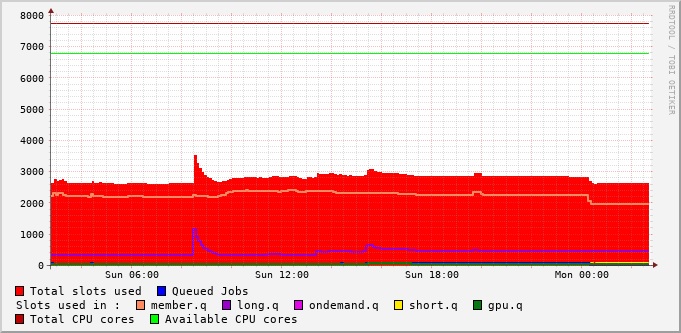 8000
7000
6000
5000
4000
3000
2000
1000
0
Sun 06:00 Sun 12:00 Sun 18:00 Mon 00:00
RRDTOOL / TOBI OETIKER
Total slots used Queued Jobs
Slots used in : member.q long.q ondemand.q short.q gpu.q
Total CPU cores Available CPU cores